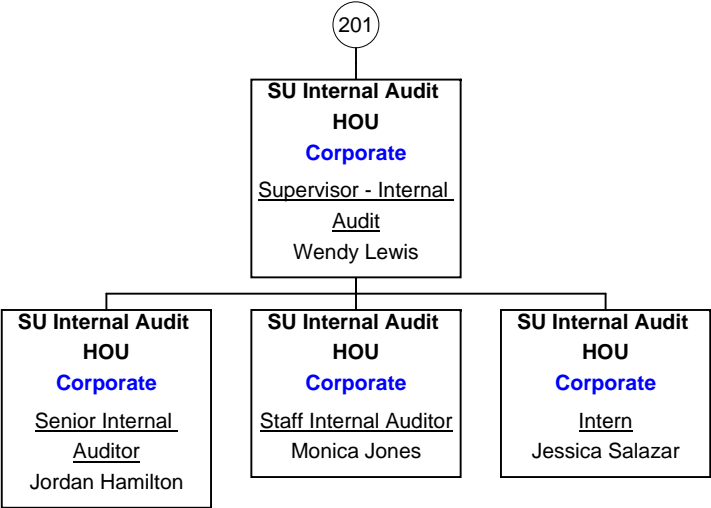 201
SU Internal Audit
HOU
Corporate
Supervisor - Internal
Audit
Wendy Lewis
SU Internal Audit
HOU
Corporate
Senior Internal
Auditor
Jordan Hamilton
SU Internal Audit
HOU
Corporate
Staff Internal Auditor
Monica Jones
SU Internal Audit
HOU
Corporate
Intern
Jessica Salazar